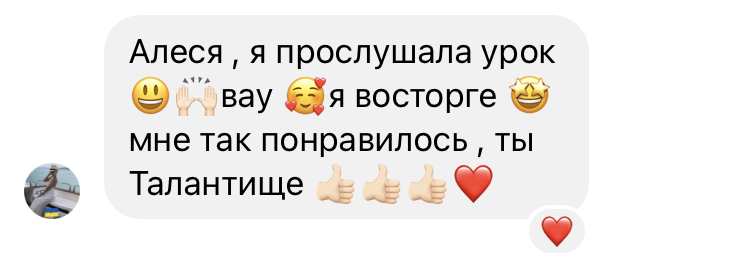 Алеся , я прослушала урок
😃🙌🏻вау 🥰я восторге 🤩
мне так понравилось , ты
Талантище 👍🏻👍🏻👍🏻❤️